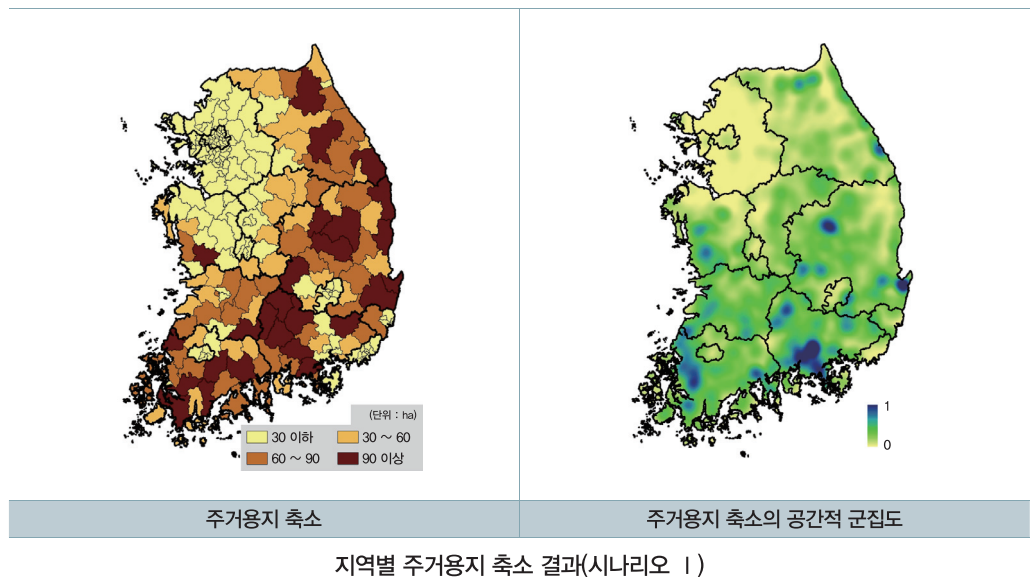 (단위 : ha)
30 이하
30 ~ 60
60 ~ 90
90 이상
1
0
주거용지 축소
주거용지 축소의 공간적 군집도
지역별 주거용지 축소 결과(시나리오 Ⅰ)